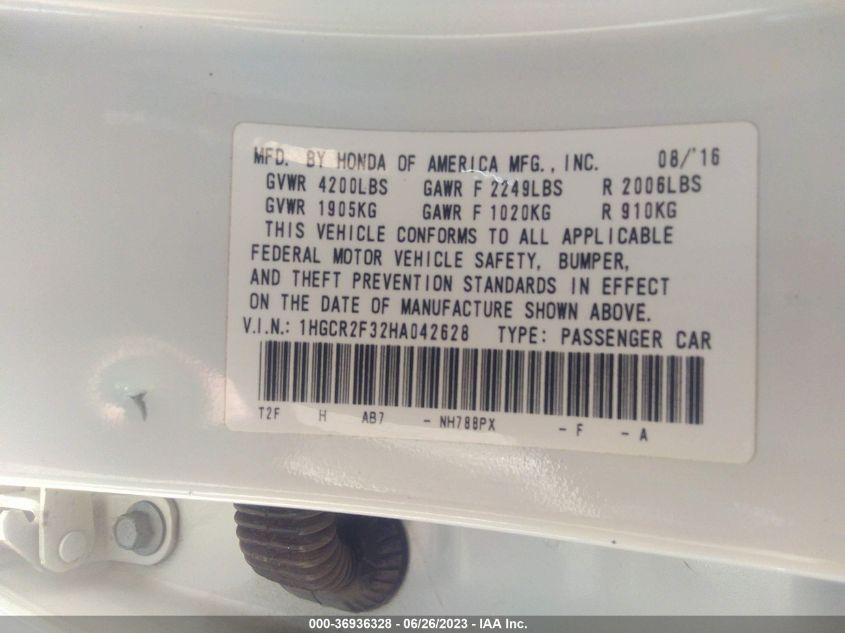 MFD. BY HONDA OF AMERICA MFG., INC. 08/'16
GVWR 4200LBS GAWR F 2249LBS R 2006LBS
GVWR 1905KG GAWR F 1020KG R 910KG
THIS VEHICLE CONFORMS TO ALL APPLICABLE
FEDERAL MOTOR VEHICLE SAFETY, BUMPER,
AND THEFT PREVENTION STANDARDS IN EFFECT
ON THE DATE OF MANUFACTURE SHOWN ABOVE.
V.I.N.: 1HGCR2F32HA042628 TYPE: PASSENGER CAR
T2F H AB7 - NH788PX - F - A
000-36936328 - 06/26/2023 - IAA Inc.